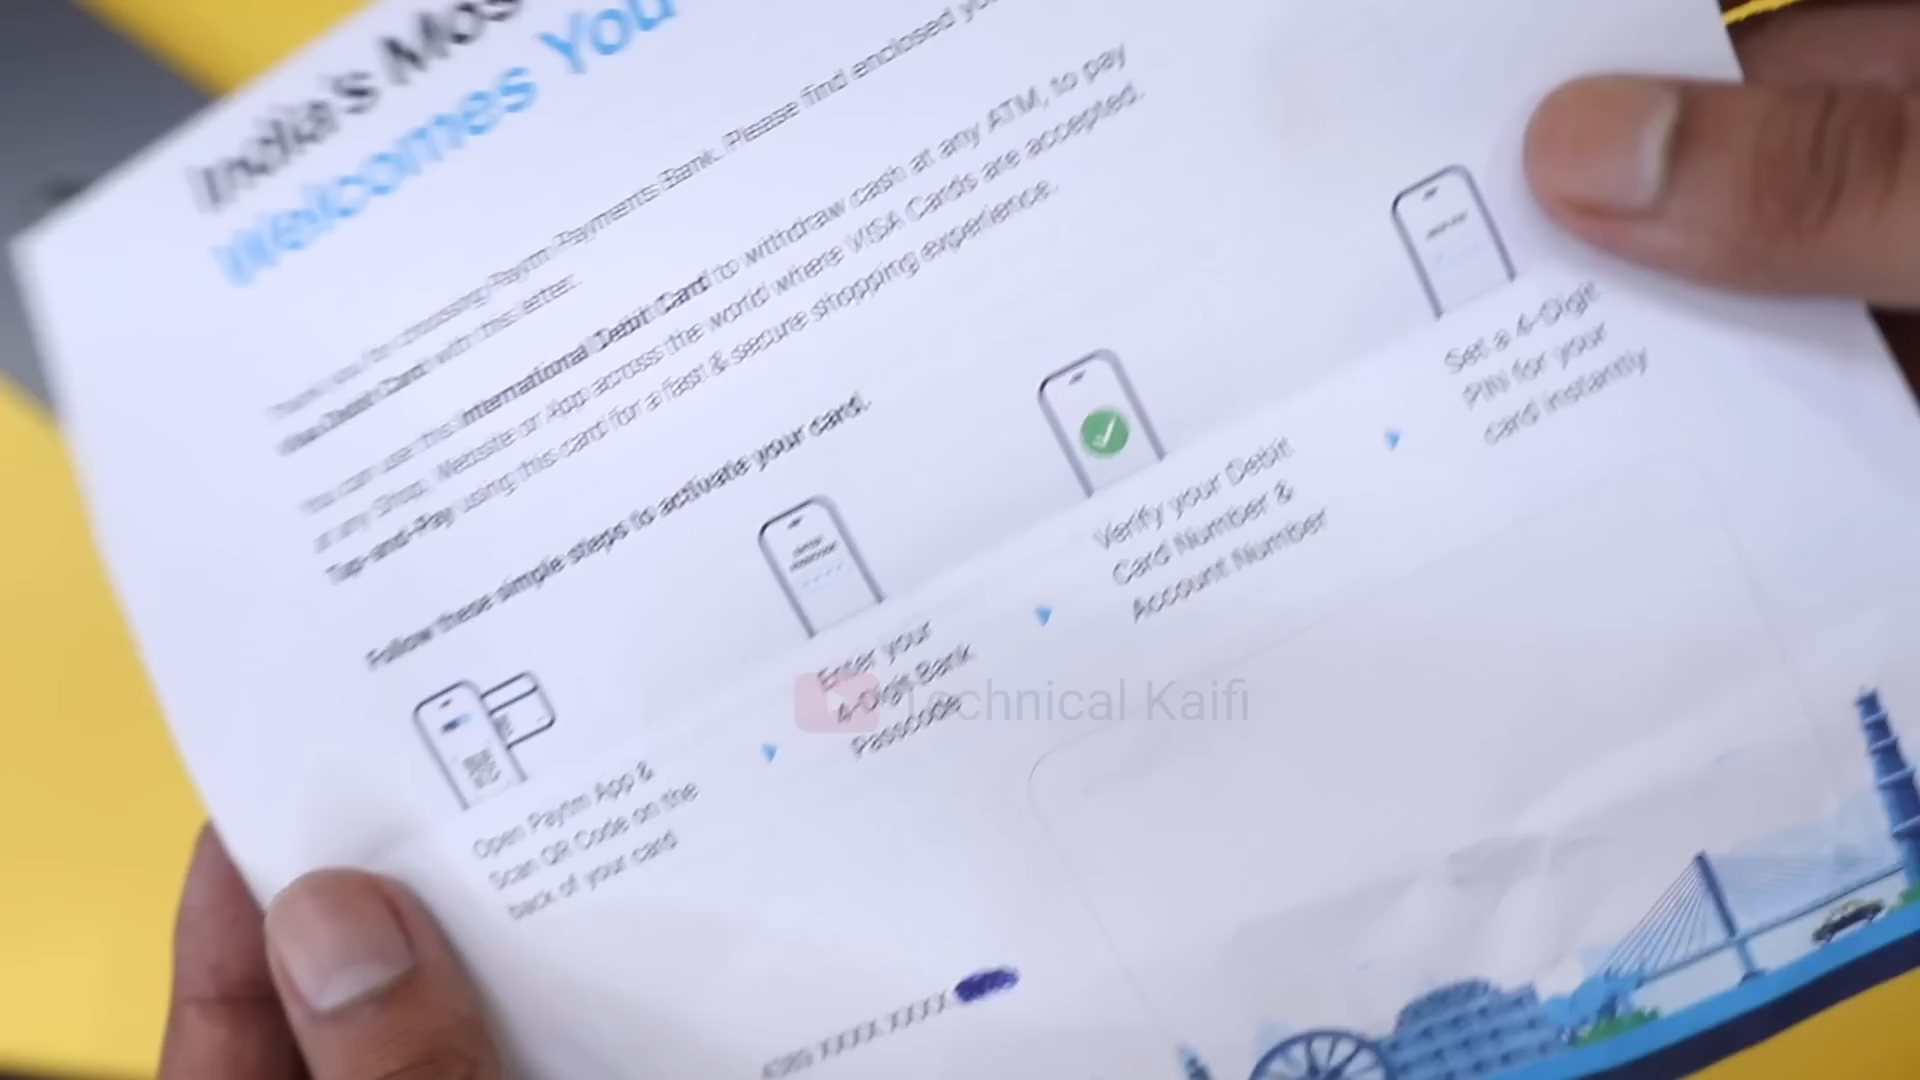 India's Mos
Welcomes You
Thank you for choosing Paytm Payments Bank. Please find enclosed
Visa Debit Card with this letter.
You can use this International Debit Card to withdraw cash at any ATM, to pay
at any Shop, Website or App across the world where VISA Cards are accepted.
Tap-and-Pay using this card for a fast & secure shopping experience.
Follow these simple steps to activate your card.
Open Paytm App &
Scan QR Code on the
back of your card
Enter your
4-Digit Bank
Passcode
Verify your Debit
Card Number &
Account Number
Set a 4-Digit
PIN for your
card instantly
XXXX XXXX
Technical Kaifi